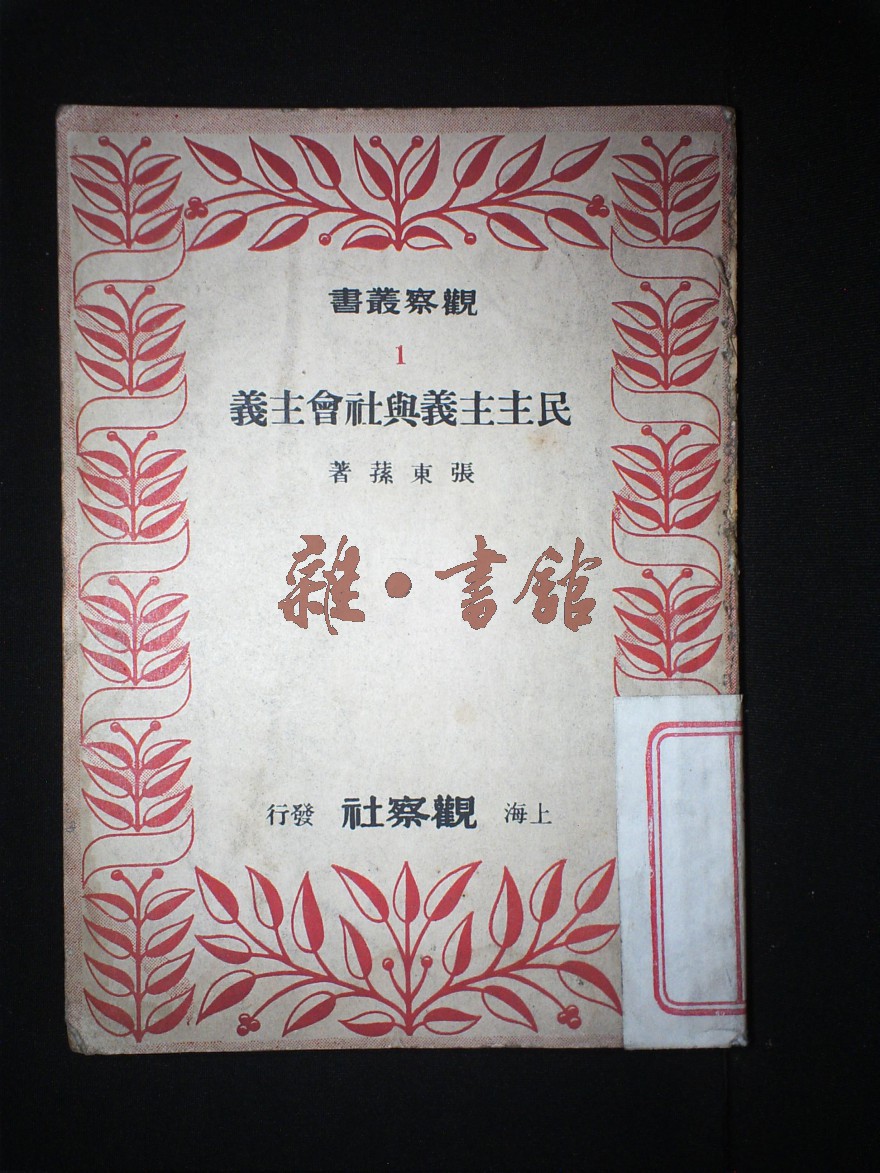 觀察叢書
1
民主主義與社會主義
張東蓀著
雜·書館
上海 觀察社 發行